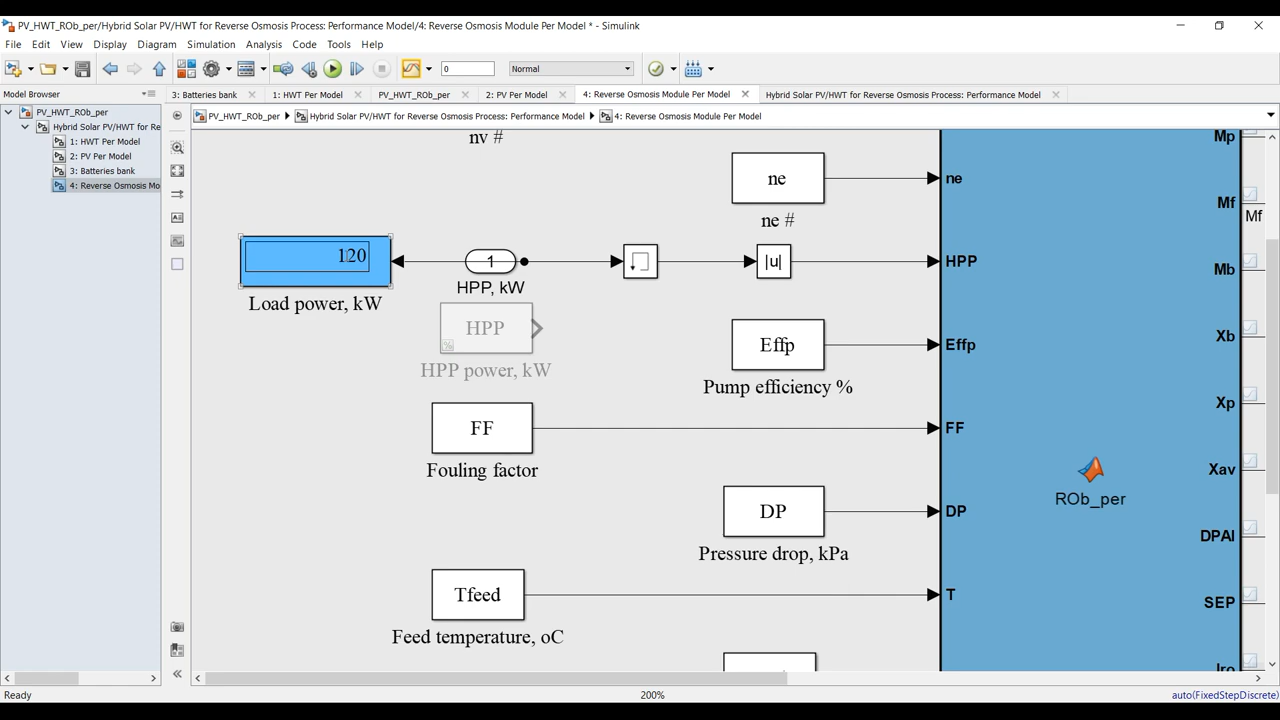 PV_HWT_ROb_per/Hybrid Solar PV/HWT for Reverse Osmosis Process: Performance Model/4: Reverse Osmosis Module Per Model * - Simulink
File Edit View Display Diagram Simulation Analysis Code Tools Help
0 Normal
Model Browser
3: Batteries bank 1: HWT Per Model PV_HWT_ROb_per 2: PV Per Model 4: Reverse Osmosis Module Per Model Hybrid Solar PV/HWT for Reverse Osmosis Process: Performance Model
PV_HWT_ROb_per Hybrid Solar PV/HWT for Reverse Osmosis Process: Performance Model 4: Reverse Osmosis Module Per Model
PV_HWT_ROb_per
Hybrid Solar PV/HWT for Re
1: HWT Per Model
2: PV Per Model
3: Batteries bank
4: Reverse Osmosis Mo
nv #
Mp
ne ne
ne #
Mf
Mf
120
Load power, kW
1
HPP, kW
|u|
HPP
Mb
HPP
HPP power, kW
Effp Effp
Pump efficiency %
Xb
Xp
FF FF
Fouling factor
Xav
ROb_per
DP DP
Pressure drop, kPa
DPAl
Tfeed T
Feed temperature, oC
SEP
Ready 200% auto(FixedStepDiscrete)